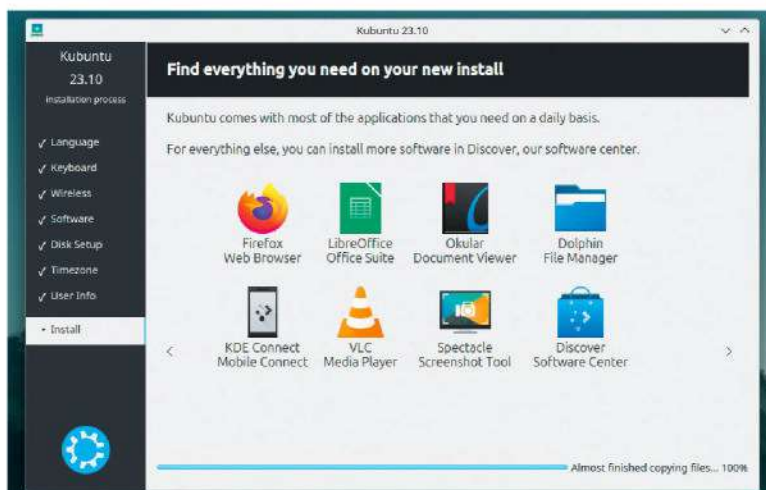 Kubuntu 23.10
Kubuntu
23.10
installation process
✓ Language
✓ Keyboard
✓ Wireless
✓ Software
✓ Disk Setup
✓ Timezone
✓ User Info
• Install
Find everything you need on your new install
Kubuntu comes with most of the applications that you need on a daily basis.
For everything else, you can install more software in Discover, our software center.
Firefox
Web Browser
LibreOffice
Office Suite
Okular
Document Viewer
Dolphin
File Manager
KDE Connect
Mobile Connect
VLC
Media Player
Spectacle
Screenshot Tool
Discover
Software Center
Almost finished copying files... 100%